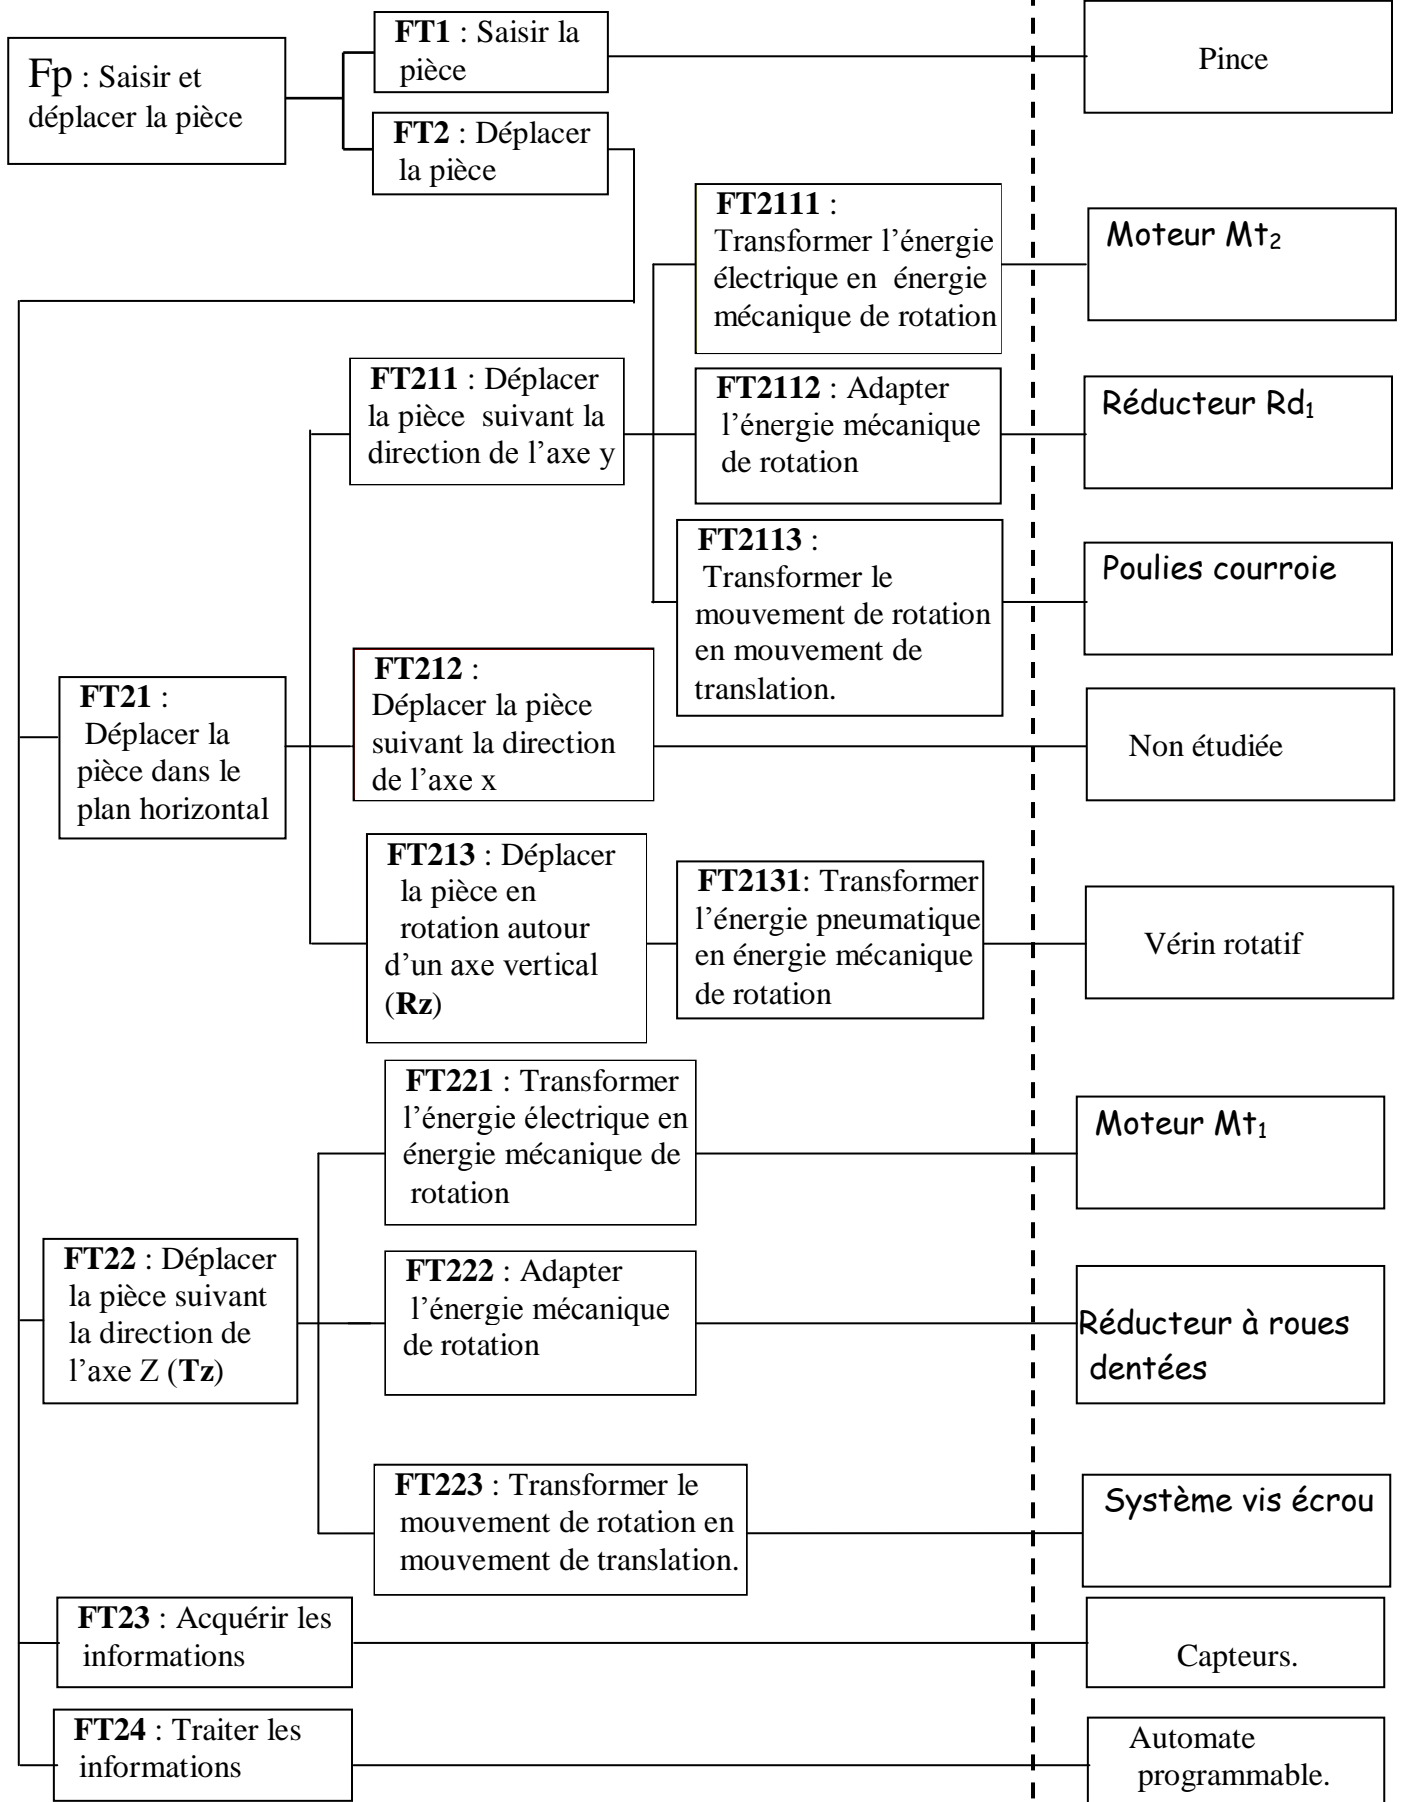 Fp : Saisir et
déplacer la pièce
FT1 : Saisir la
pièce
Pince
FT2 : Déplacer
la pièce
FT2111 :
Transformer l’énergie
électrique en énergie
mécanique de rotation
Moteur Mt₂
FT211 : Déplacer
la pièce suivant la
direction de l’axe y
FT2112 : Adapter
l’énergie mécanique
de rotation
Réducteur Rd₁
FT2113 :
Transformer le
mouvement de rotation
en mouvement de
translation.
Poulies courroie
FT21 :
Déplacer la
pièce dans le
plan horizontal
FT212 :
Déplacer la pièce
suivant la direction
de l’axe x
Non étudiée
FT213 : Déplacer
la pièce en
rotation autour
d’un axe vertical
(Rz)
FT2131: Transformer
l’énergie pneumatique
en énergie mécanique
de rotation
Vérin rotatif
FT221 : Transformer
l’énergie électrique en
énergie mécanique de
rotation
Moteur Mt₁
FT22 : Déplacer
la pièce suivant
la direction de
l’axe Z (Tz)
FT222 : Adapter
l’énergie mécanique
de rotation
Réducteur à roues
dentées
FT223 : Transformer le
mouvement de rotation en
mouvement de translation.
Système vis écrou
FT23 : Acquérir les
informations
Capteurs.
FT24 : Traiter les
informations
Automate
programmable.